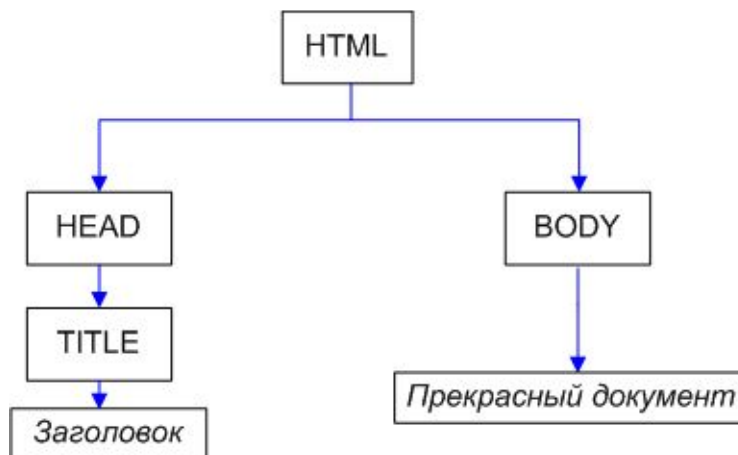 HTML
HEAD
BODY
TITLE
Прекрасный документ
Заголовок